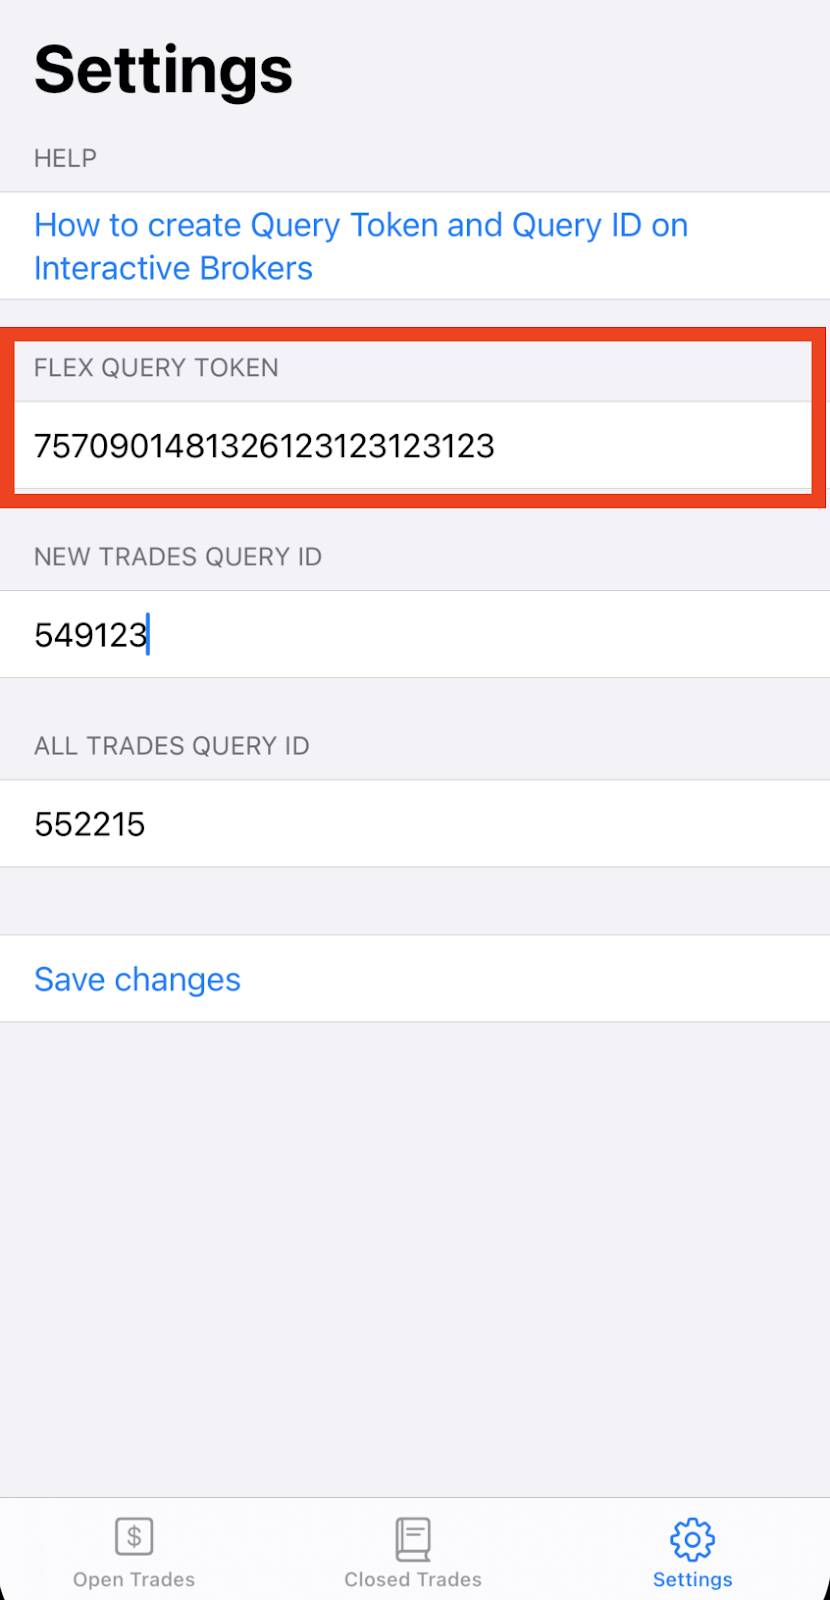 Settings
HELP
How to create Query Token and Query ID on
Interactive Brokers
FLEX QUERY TOKEN
7570901481326123123123123
NEW TRADES QUERY ID
549123
ALL TRADES QUERY ID
552215
Save changes
$
Open Trades
Closed Trades
Settings